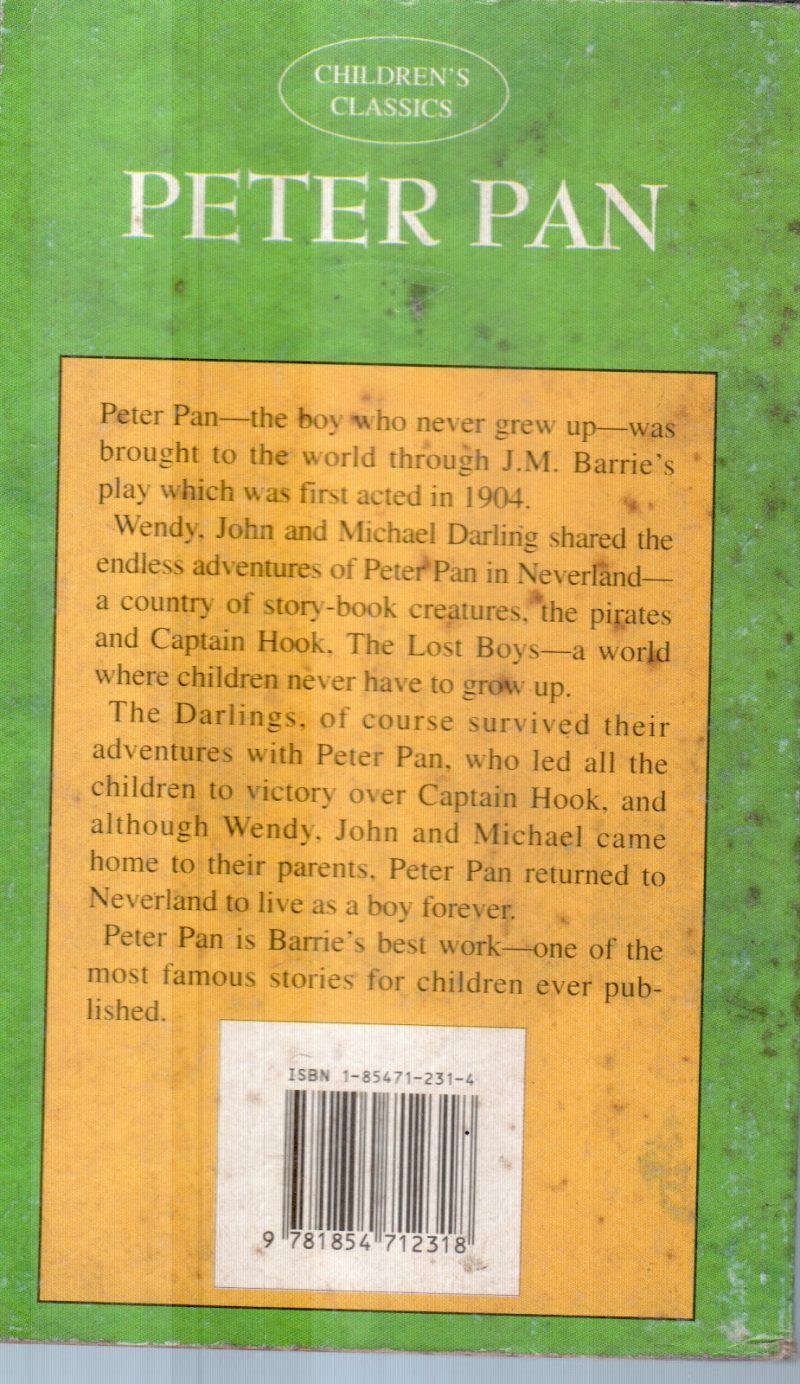 CHILDREN'S
CLASSICS
PETER PAN
Peter Pan—the boy who never grew up—was
brought to the world through J.M. Barrie's
play which was first acted in 1904.
Wendy, John and Michael Darling shared the
endless adventures of Peter Pan in Neverland—
a country of story-book creatures, the pirates
and Captain Hook, The Lost Boys—a world
where children never have to grow up.
The Darlings, of course survived their
adventures with Peter Pan, who led all the
children to victory over Captain Hook, and
although Wendy, John and Michael came
home to their parents, Peter Pan returned to
Neverland to live as a boy forever.
Peter Pan is Barrie's best work—one of the
most famous stories for children ever pub-
lished.
ISBN 1-85471-231-4
9 781854 712318